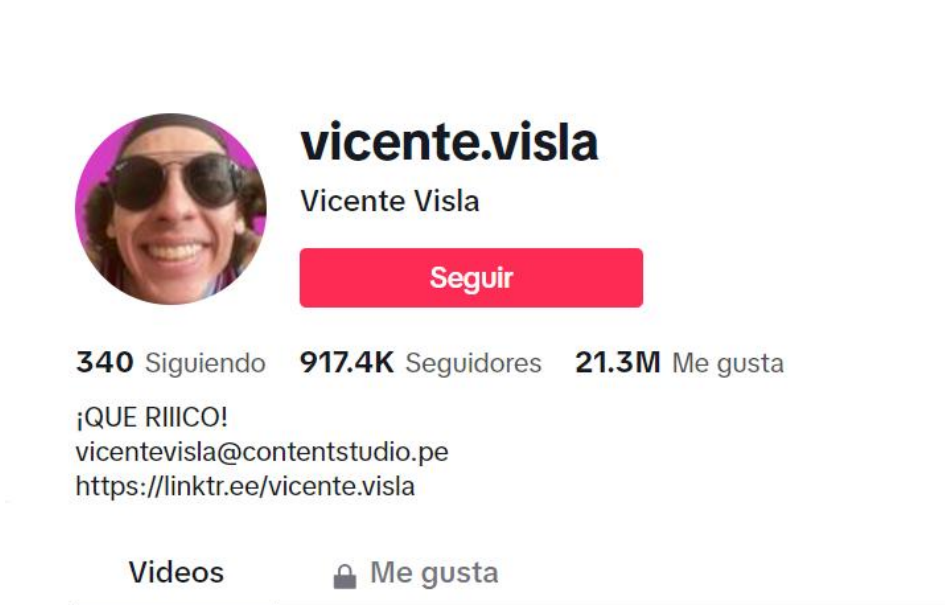 vicente.visla
Vicente Visla
Seguir
340 Siguiendo 917.4K Seguidores 21.3M Me gusta
¡QUE RIIICO!
vicentevisla@contentstudio.pe
https://linktr.ee/vicente.visla
Videos Me gusta